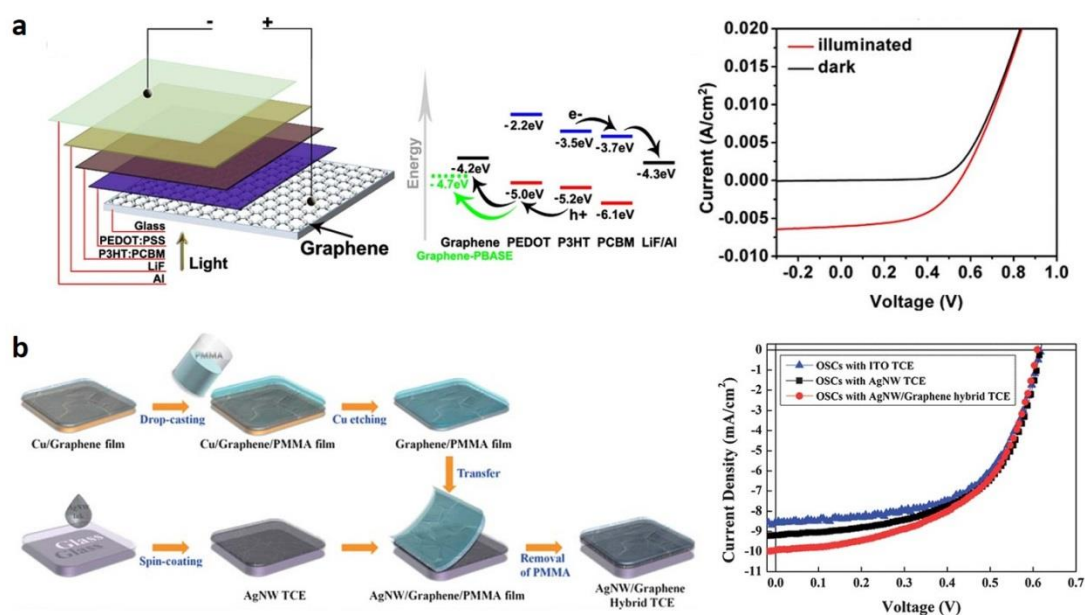 a
- +
Glass
PEDOT:PSS
P3HT:PCBM
LiF
Al
Light
Graphene
Energy
-4.2eV
-4.7eV
-2.2eV
-5.0eV
e-
-3.5eV
-5.2eV
h+
-3.7eV
-6.1eV
-4.3eV
Graphene PEDOT P3HT PCBM LiF/Al
Graphene-PBASE
illuminated
dark
Current (A/cm²)
0.020
0.015
0.010
0.005
0.000
-0.005
-0.010
-0.2 0.0 0.2 0.4 0.6 0.8 1.0
Voltage (V)
b
PMMA
Drop-casting
Cu etching
Cu/Graphene film
Cu/Graphene/PMMA film
Graphene/PMMA film
Transfer
Glass
Spin-coating
Removal
of PMMA
AgNW TCE
AgNW/Graphene/PMMA film
AgNW/Graphene
Hybrid TCE
OSCs with ITO TCE
OSCs with AgNW TCE
OSCs with AgNW/Graphene hybrid TCE
Current Density (mA/cm²)
0
-1
-2
-3
-4
-5
-6
-7
-8
-9
-10
-11
0.0 0.1 0.2 0.3 0.4 0.5 0.6 0.7
Voltage (V)